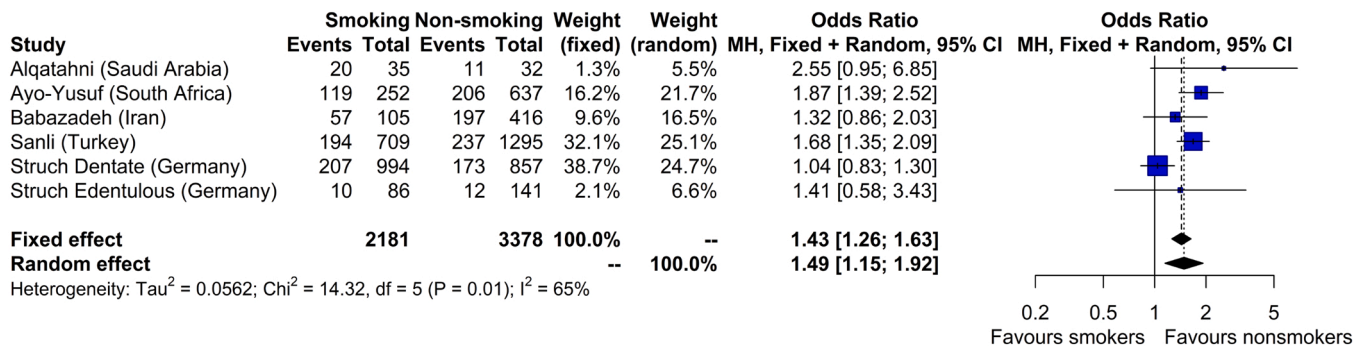 Smoking Non-smoking Weight Weight Odds Ratio Odds Ratio
Study Events Total Events Total (fixed) (random) MH, Fixed + Random, 95% CI MH, Fixed + Random, 95% CI
Alqatahni (Saudi Arabia) 20 35 11 32 1.3% 5.5% 2.55 [0.95; 6.85]
Ayo-Yusuf (South Africa) 119 252 206 637 16.2% 21.7% 1.87 [1.39; 2.52]
Babazadeh (Iran) 57 105 197 416 9.6% 16.5% 1.32 [0.86; 2.03]
Sanli (Turkey) 194 709 237 1295 32.1% 25.1% 1.68 [1.35; 2.09]
Struch Dentate (Germany) 207 994 173 857 38.7% 24.7% 1.04 [0.83; 1.30]
Struch Edentulous (Germany) 10 86 12 141 2.1% 6.6% 1.41 [0.58; 3.43]
Fixed effect 2181 3378 100.0% -- 1.43 [1.26; 1.63]
Random effect -- 100.0% 1.49 [1.15; 1.92]
Heterogeneity: Tau² = 0.0562; Chi² = 14.32, df = 5 (P = 0.01); I² = 65%
0.2 0.5 1 2 5
Favours smokers Favours nonsmokers